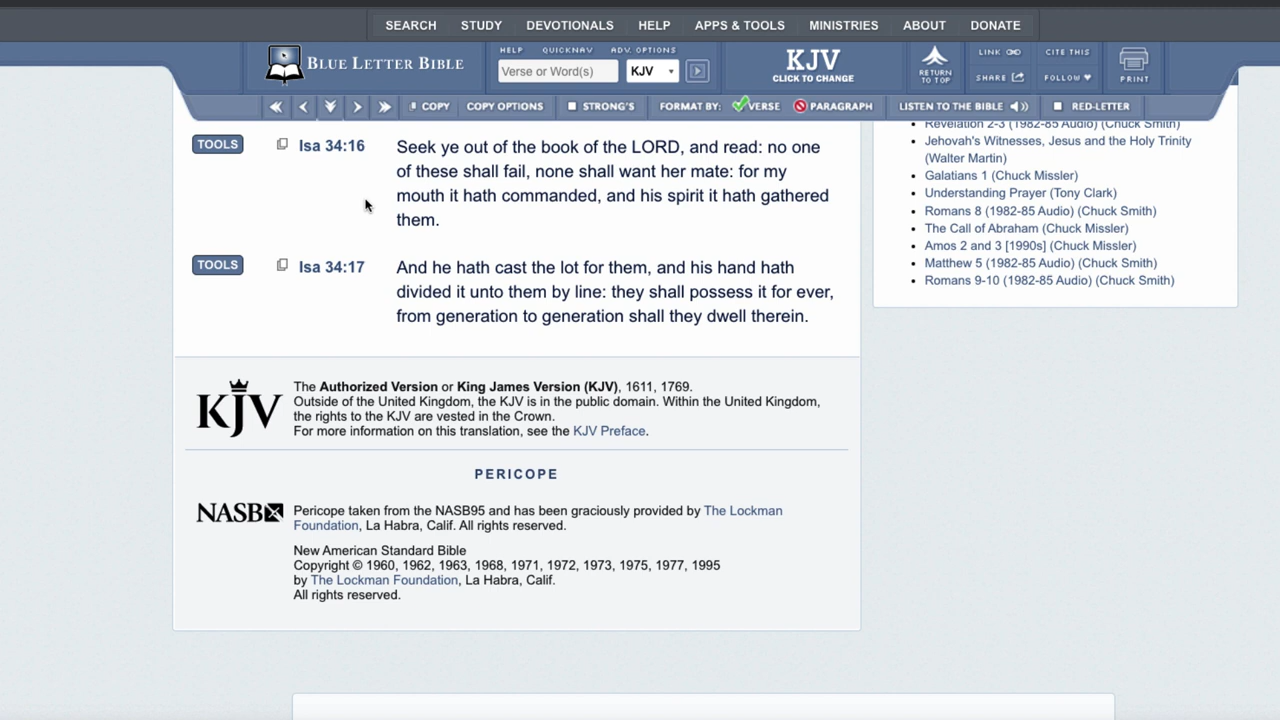 SEARCH STUDY DEVOTIONALS HELP APPS & TOOLS MINISTRIES ABOUT DONATE
BLUE LETTER BIBLE
HELP QUICKNAV ADV. OPTIONS
Verse or Word(s) KJV
KJV
CLICK TO CHANGE
RETURN
TO TOP
LINK CITE THIS
SHARE FOLLOW
PRINT
COPY COPY OPTIONS STRONG'S FORMAT BY: VERSE PARAGRAPH LISTEN TO THE BIBLE RED-LETTER
TOOLS Isa 34:16 Seek ye out of the book of the LORD, and read: no one
of these shall fail, none shall want her mate: for my
mouth it hath commanded, and his spirit it hath gathered
them.
TOOLS Isa 34:17 And he hath cast the lot for them, and his hand hath
divided it unto them by line: they shall possess it for ever,
from generation to generation shall they dwell therein.
KJV
The Authorized Version or King James Version (KJV), 1611, 1769.
Outside of the United Kingdom, the KJV is in the public domain. Within the United Kingdom,
the rights to the KJV are vested in the Crown.
For more information on this translation, see the KJV Preface.
PERICOPE
NASB
Pericope taken from the NASB95 and has been graciously provided by The Lockman
Foundation, La Habra, Calif. All rights reserved.
New American Standard Bible
Copyright © 1960, 1962, 1963, 1968, 1971, 1972, 1973, 1975, 1977, 1995
by The Lockman Foundation, La Habra, Calif.
All rights reserved.
Revelation 2-3 (1982-85 Audio) (Chuck Smith)
Jehovah's Witnesses, Jesus and the Holy Trinity
(Walter Martin)
Galatians 1 (Chuck Missler)
Understanding Prayer (Tony Clark)
Romans 8 (1982-85 Audio) (Chuck Smith)
The Call of Abraham (Chuck Missler)
Amos 2 and 3 [1990s] (Chuck Missler)
Matthew 5 (1982-85 Audio) (Chuck Smith)
Romans 9-10 (1982-85 Audio) (Chuck Smith)